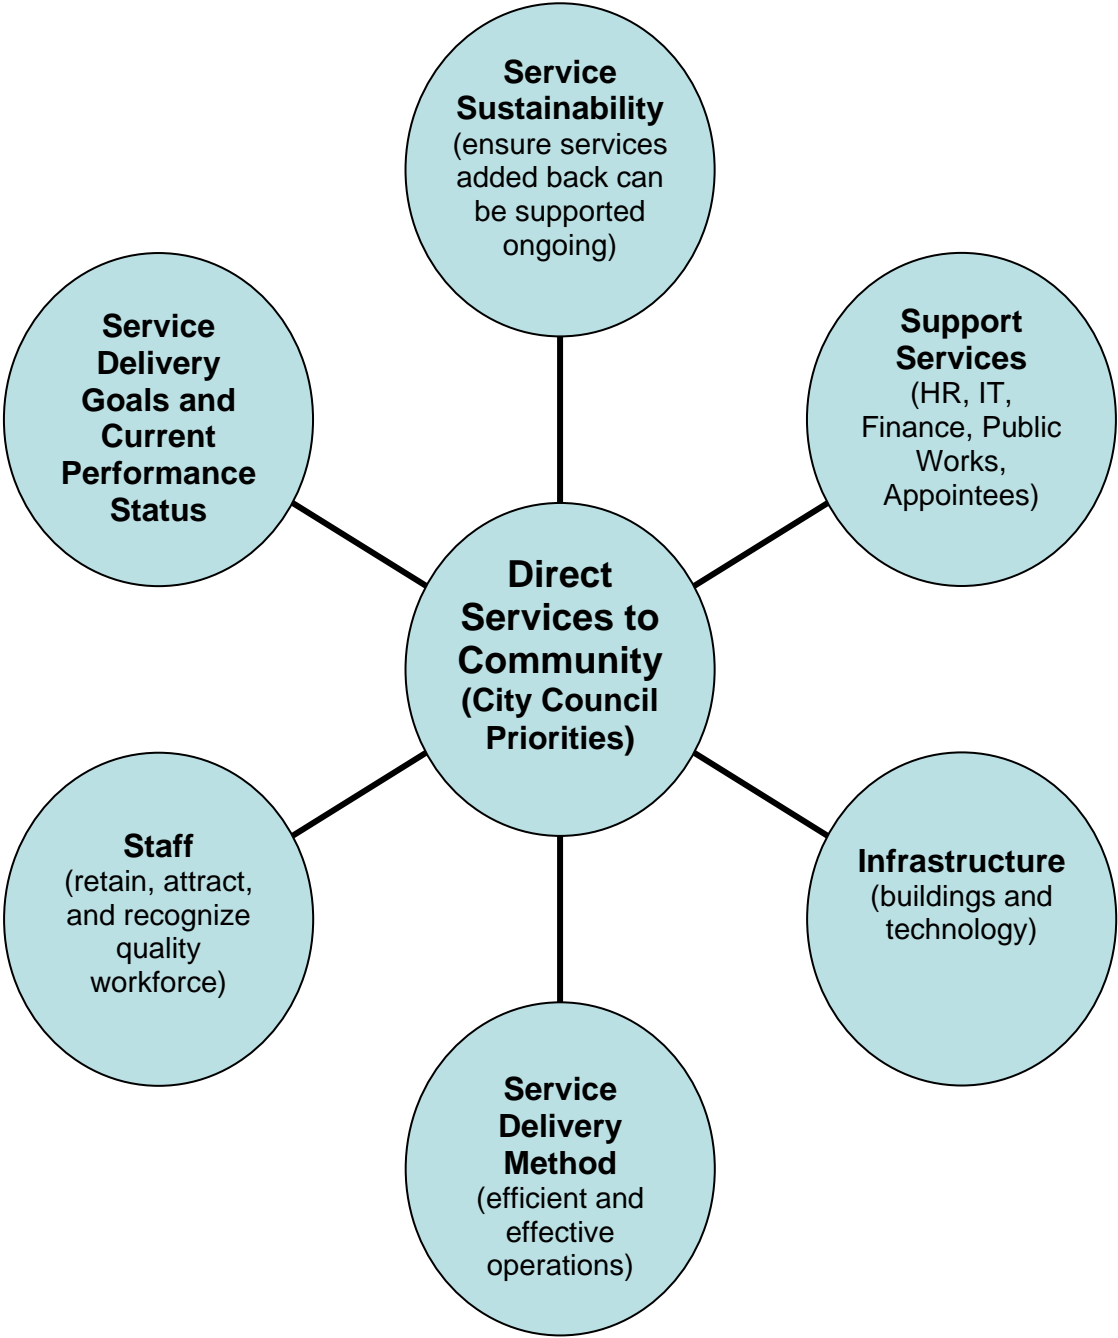 Service
Sustainability
(ensure services
added back can
be supported
ongoing)
Service
Delivery
Goals and
Current
Performance
Status
Support
Services
(HR, IT,
Finance, Public
Works,
Appointees)
Direct
Services to
Community
(City Council
Priorities)
Staff
(retain, attract,
and recognize
quality
workforce)
Infrastructure
(buildings and
technology)
Service
Delivery
Method
(efficient and
effective
operations)